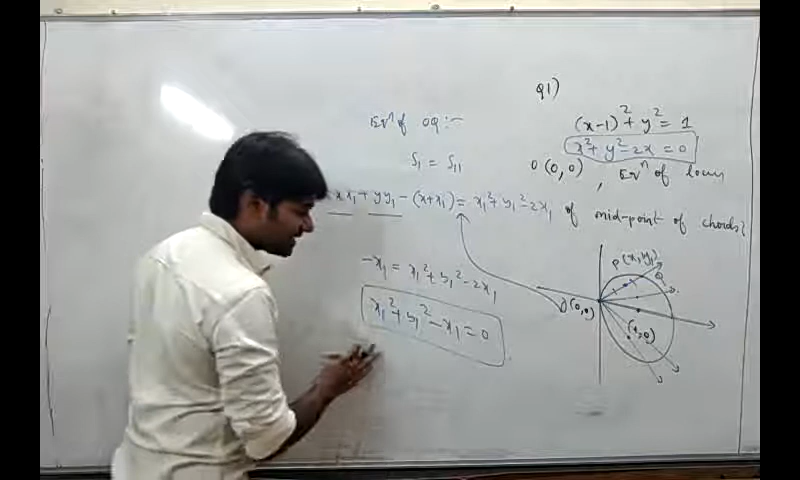 Q1)
(x-1)² + y² = 1
x² + y² - 2x = 0
O(0,0), Eqⁿ of locus
of mid-point of chords?
Eqⁿ of OQ :-
S₁ = S₁₁
xx₁ + yy₁ - (x+x₁) = x₁² + y₁² - 2x₁
-x₁ = x₁² + y₁² - 2x₁
x₁² + y₁² - x₁ = 0
P(x₁,y₁)
Q
(0,0)
(1,0)